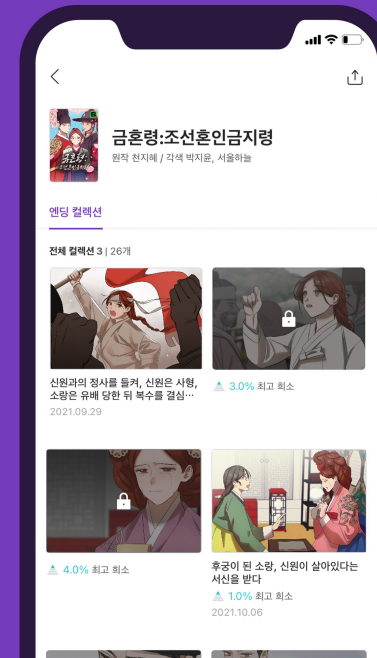 금혼령:조선혼인금지령
원작 천지혜 / 각색 박지윤, 서울하늘
엔딩 컬렉션
전체 컬렉션 3 | 26개
신원과의 정사를 들켜, 신원은 사형,
소랑은 유배 당한 뒤 복수를 결심…
2021.09.29
3.0% 최고 희소
4.0% 최고 희소
후궁이 된 소랑, 신원이 살아있다는
서신을 받다
1.0% 최고 희소
2021.10.06